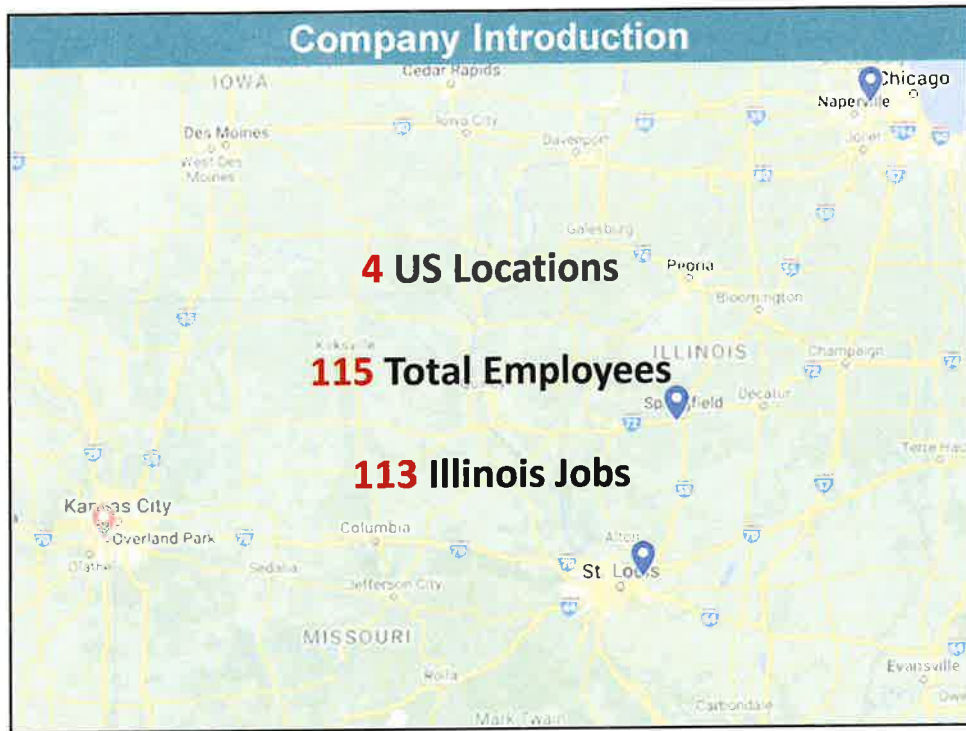 Company Introduction
Cedar Rapids
IOWA
Chicago
Naperville
Des Moines
Iowa City
Joliet
West Des
Moines
Davenport
Galesburg
4 US Locations
Peoria
Bloomington
ILLINOIS
Champaign
115 Total Employees
Decatur
Terre Hau
113 Illinois Jobs
Kansas City
Overland Park
Columbia
Alton
Sedalia
St. Louis
Jefferson City
MISSOURI
Rolla
Evansville
Carbondale
Mark Twain